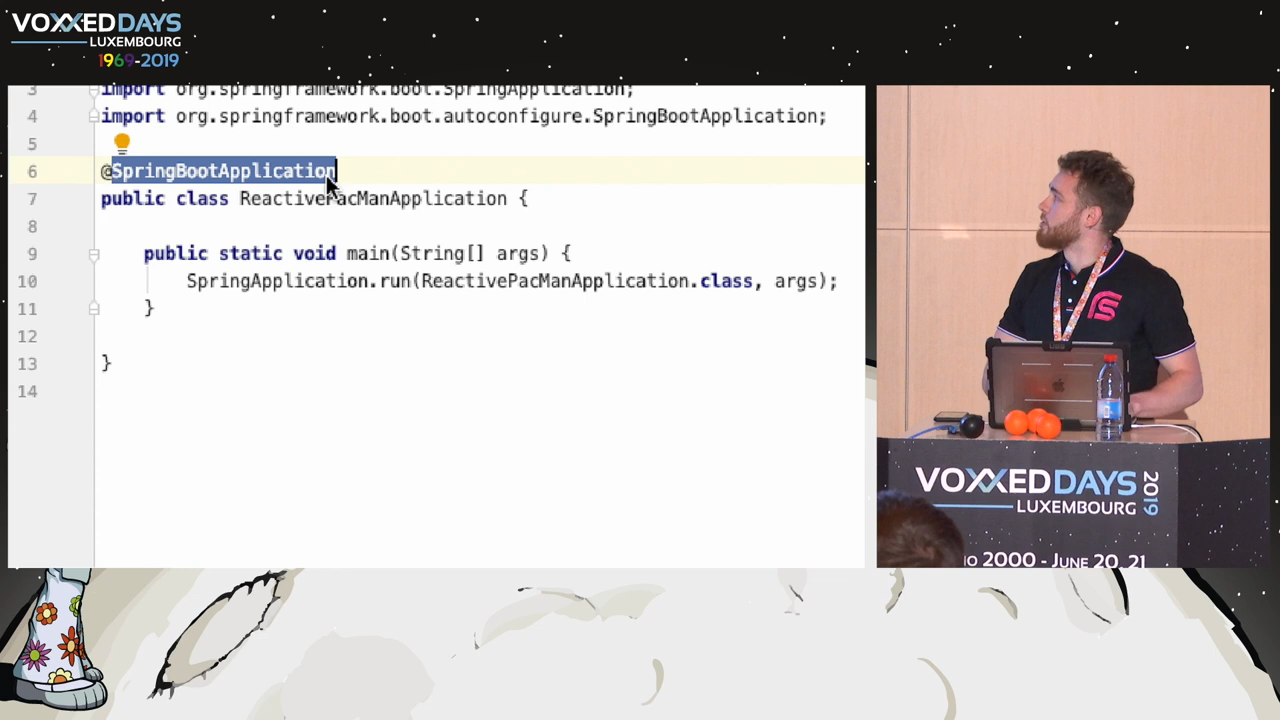 VOXXED DAYS
LUXEMBOURG
1969-2019
3 import org.springframework.boot.SpringApplication;
4 import org.springframework.boot.autoconfigure.SpringBootApplication;
5
6 @SpringBootApplication
7 public class ReactivePacManApplication {
8
9 public static void main(String[] args) {
10 SpringApplication.run(ReactivePacManApplication.class, args);
11 }
12
13 }
14
VOXXED DAYS 2019
LUXEMBOURG
2000 - JUNE 20, 21